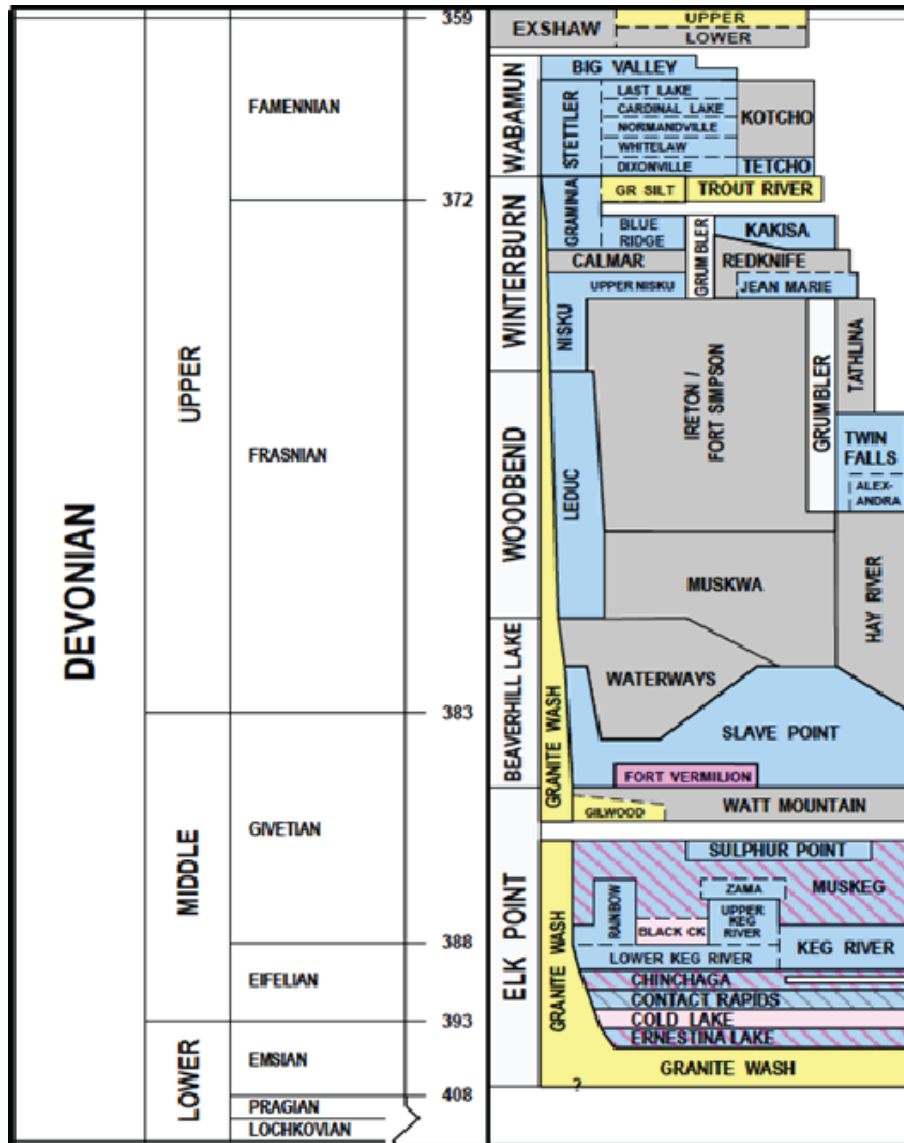 DEVONIAN
UPPER
MIDDLE
LOWER
FAMENNIAN
FRASNIAN
GIVETIAN
EIFELIAN
EMSIAN
PRAGIAN
LOCHKOVIAN
359
372
383
388
393
408
WABAMUN
WINTERBURN
WOODBEND
BEAVERHILL LAKE
ELK POINT
EXSHAW
UPPER
LOWER
BIG VALLEY
STETTLER
LAST LAKE
CARDINAL LAKE
NORMANDVILLE
WHITELAW
DIXONVILLE
KOTCHO
TETCHO
GRAMINIA
GR SILT
TROUT RIVER
BLUE
RIDGE
GRUMBLER
KAKISA
CALMAR
REDKNIFE
UPPER NISKU
JEAN MARIE
NISKU
IRETON /
FORT SIMPSON
GRUMBLER
TATHLINA
TWIN
FALLS
ALEX-
ANDRA
LEDUC
MUSKWA
HAY RIVER
WATERWAYS
SLAVE POINT
FORT VERMILION
GRANITE WASH
GILWOOD
WATT MOUNTAIN
SULPHUR POINT
MUSKEG
ZAMA
RAINBOW
BLACK CK
UPPER
KEG
RIVER
LOWER KEG RIVER
KEG RIVER
CHINCHAGA
CONTACT RAPIDS
COLD LAKE
ERNESTINA LAKE
GRANITE WASH
GRANITE WASH
?